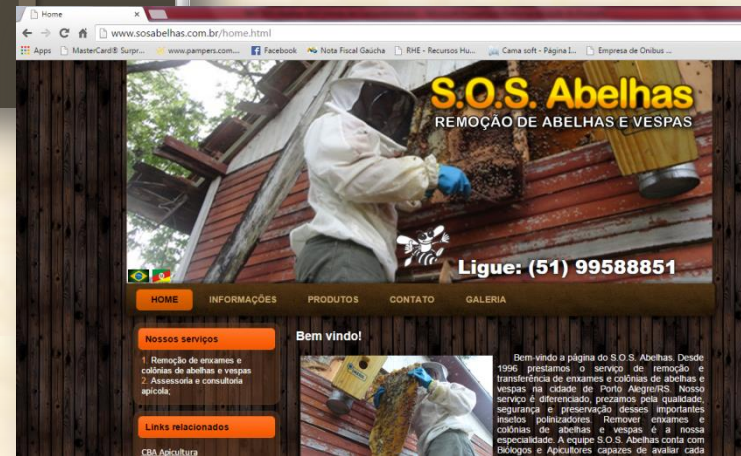 Home
www.sosabelhas.com.br/home.html
Apps MasterCard® Surpr... www.pampers.com... Facebook Nota Fiscal Gaúcha RHE - Recursos Hu... Cama soft - Página I... Empresa de Onibus ...
S.O.S. Abelhas
REMOÇÃO DE ABELHAS E VESPAS
Ligue: (51) 99588851
HOME INFORMAÇÕES PRODUTOS CONTATO GALERIA
Nossos serviços
1. Remoção de enxames e
colônias de abelhas e vespas
2. Assessoria e consultoria
apícola;
Links relacionados
CBA Apicultura
Bem vindo!
Bem-vindo a página do S.O.S. Abelhas. Desde
1996 prestamos o serviço de remoção e
transferência de enxames e colônias de abelhas e
vespas na cidade de Porto Alegre/RS. Nosso
serviço é diferenciado, prezamos pela qualidade,
segurança e preservação desses importantes
insetos polinizadores. Remover enxames e
colônias de abelhas e vespas é a nossa
especialidade. A equipe S.O.S. Abelhas conta com
Biólogos e Apicultores capazes de avaliar cada